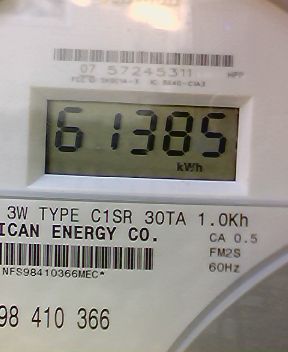 07 57245311 HPP
61385
kWh
3W TYPE C1SR 30TA 1.0Kh
ICAN ENERGY CO.
CA 0.5
FM2S
NFS98410366MEC*
60Hz
98 410 366